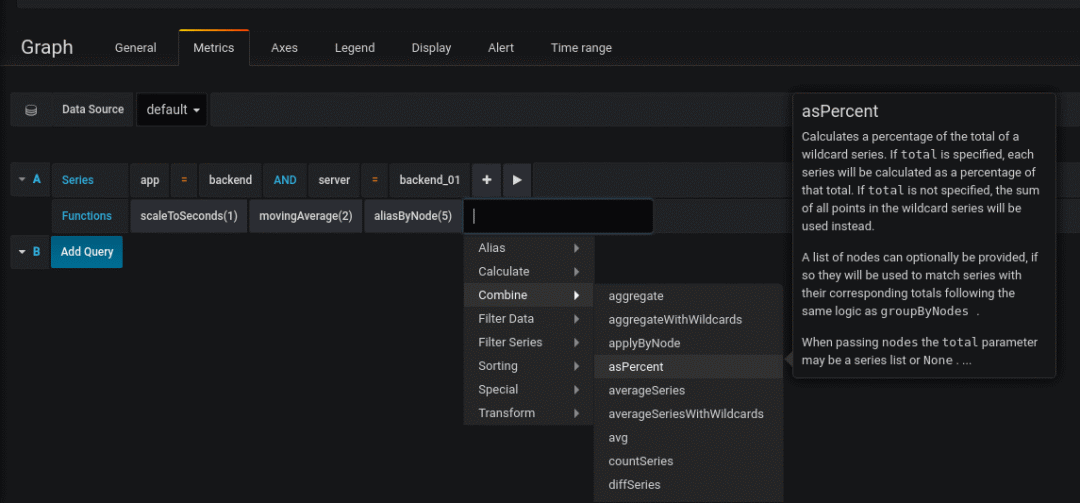 Graph General Metrics Axes Legend Display Alert Time range
Data Source default
A Series app = backend AND server = backend_01 +
Functions scaleToSeconds(1) movingAverage(2) aliasByNode(5)
B Add Query
Alias
Calculate
Combine
Filter Data
Filter Series
Sorting
Special
Transform
aggregate
aggregateWithWildcards
applyByNode
asPercent
averageSeries
averageSeriesWithWildcards
avg
countSeries
diffSeries
asPercent
Calculates a percentage of the total of a
wildcard series. If total is specified, each
series will be calculated as a percentage of
that total. If total is not specified, the sum
of all points in the wildcard series will be
used instead.
A list of nodes can optionally be provided, if
so they will be used to match series with
their corresponding totals following the
same logic as groupByNodes .
When passing nodes the total parameter
may be a series list or None . ...